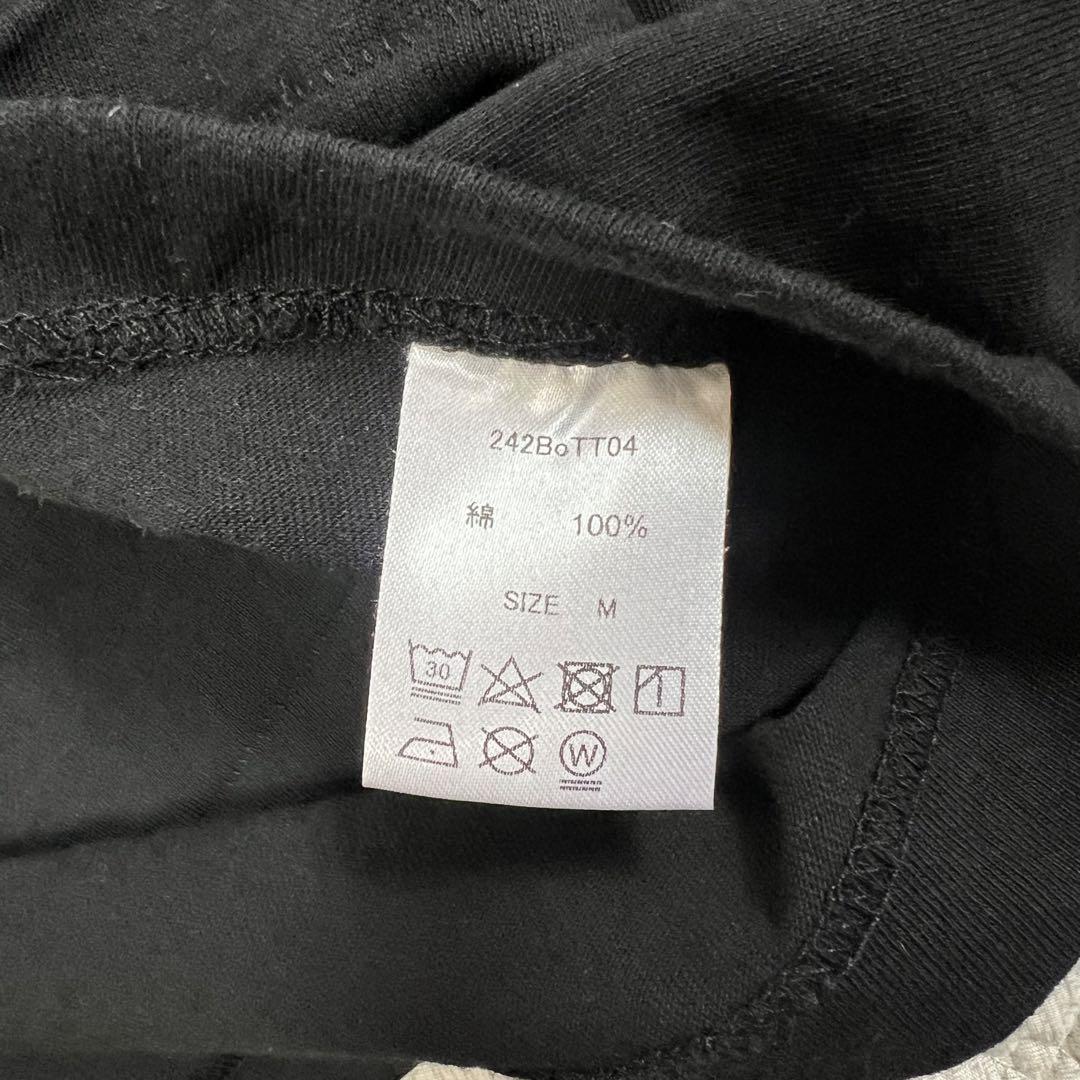 242BoTT04
綿 100%
SIZE M
30
W